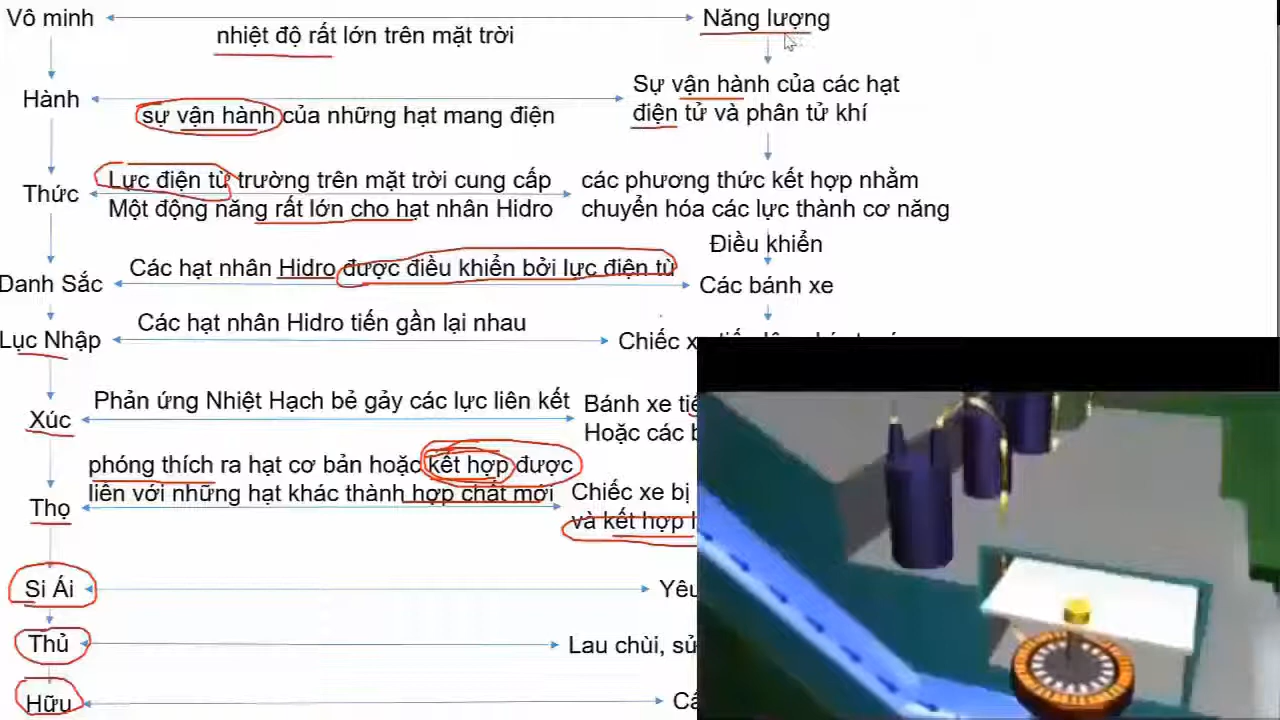 Vô minh
Năng lượng
nhiệt độ rất lớn trên mặt trời
Hành
sự vận hành của những hạt mang điện
Sự vận hành của các hạt
điện tử và phân tử khí
Thức
Lực điện từ trường trên mặt trời cung cấp
Một động năng rất lớn cho hạt nhân Hidro
các phương thức kết hợp nhằm
chuyển hóa các lực thành cơ năng
Điều khiển
Danh Sắc
Các hạt nhân Hidro được điều khiển bởi lực điện từ
Các bánh xe
Lục Nhập
Các hạt nhân Hidro tiến gần lại nhau
Chiếc
Xúc
Phản ứng Nhiệt Hạch bẻ gảy các lực liên kết
Bánh xe
Hoặc các
Thọ
phóng thích ra hạt cơ bản hoặc kết hợp được
liên với những hạt khác thành hợp chất mới
Chiếc xe bị
và kết hợp
Si Ái
Yêu
Thủ
Lau chùi,
Hữu